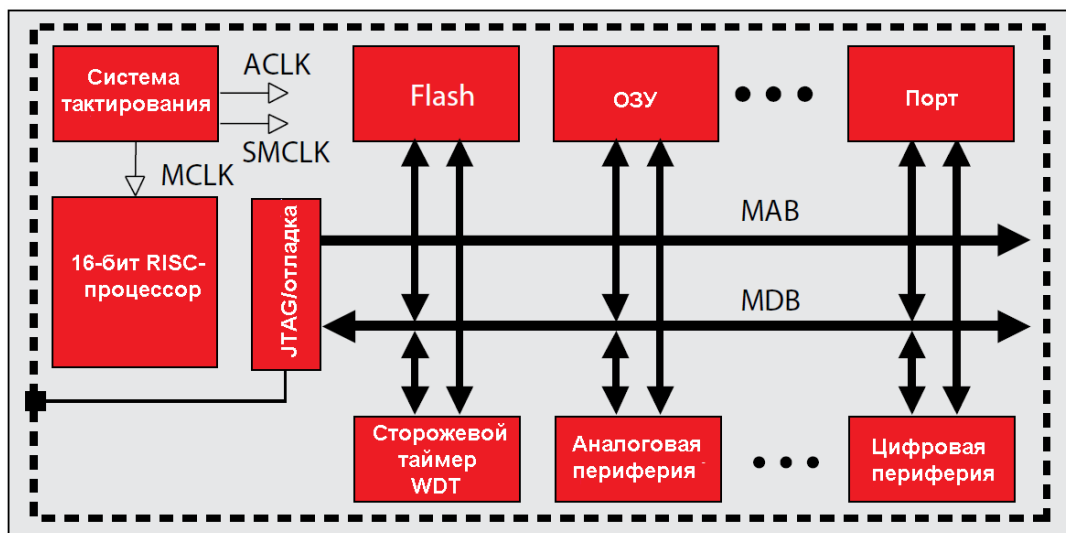 Система
тактирования
ACLK
SMCLK
MCLK
Flash
ОЗУ
Порт
16-бит RISC-
процессор
JTAG/отладка
MAB
MDB
Сторожевой
таймер
WDT
Аналоговая
периферия
Цифровая
периферия